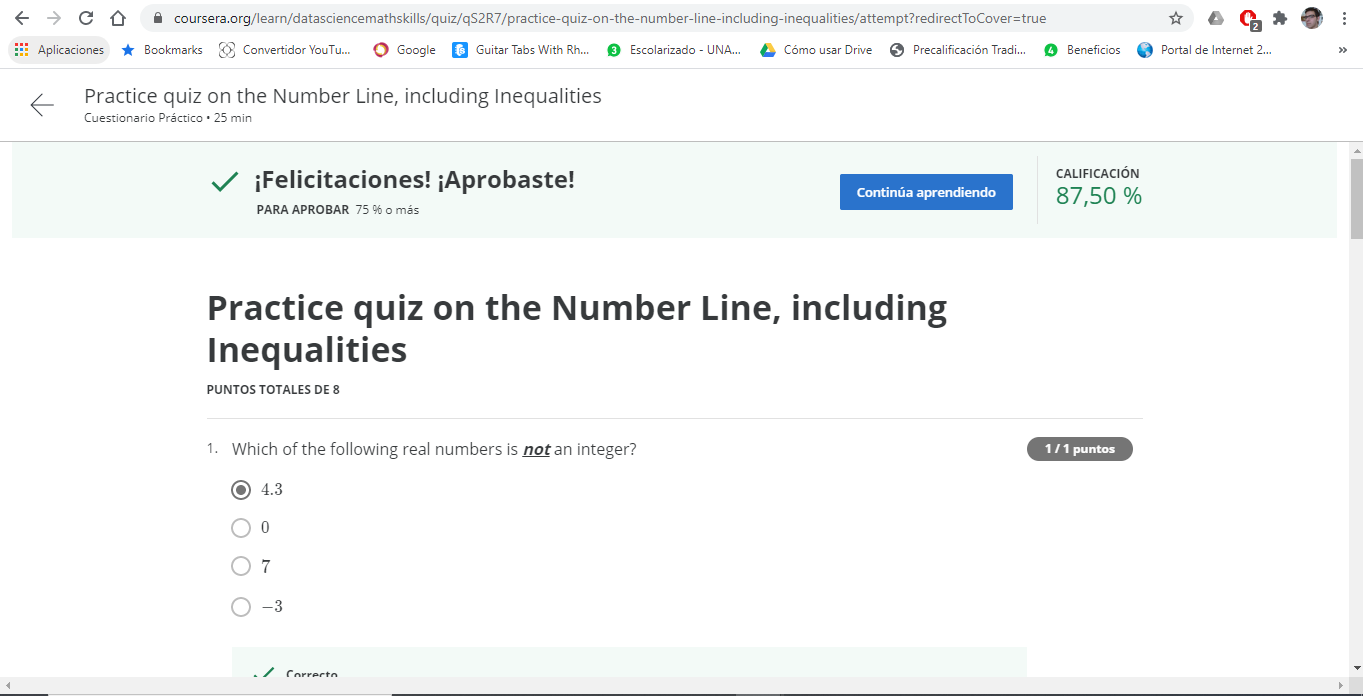 coursera.org/learn/datasciencemathskills/quiz/qS2R7/practice-quiz-on-the-number-line-including-inequalities/attempt?redirectToCover=true
2
Aplicaciones Bookmarks Convertidor YouTu... Google Guitar Tabs With Rh... 3 Escolarizado - UNA... Cómo usar Drive Precalificación Tradi... 4 Beneficios Portal de Internet 2... »
Practice quiz on the Number Line, including Inequalities
Cuestionario Práctico • 25 min
¡Felicitaciones! ¡Aprobaste!
PARA APROBAR 75 % o más
Continúa aprendiendo
CALIFICACIÓN
87,50 %
Practice quiz on the Number Line, including
Inequalities
PUNTOS TOTALES DE 8
1. Which of the following real numbers is not an integer?
1 / 1 puntos
4.3
0
7
−3
Correcto